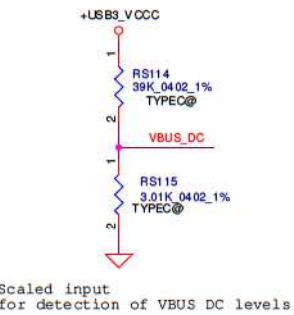 +USB3_VCCC
1
RS114
39K_0402_1%
TYPEC@
2
VBUS_DC
1
RS115
3.01K_0402_1%
TYPEC@
2
Scaled input
for detection of VBUS DC levels